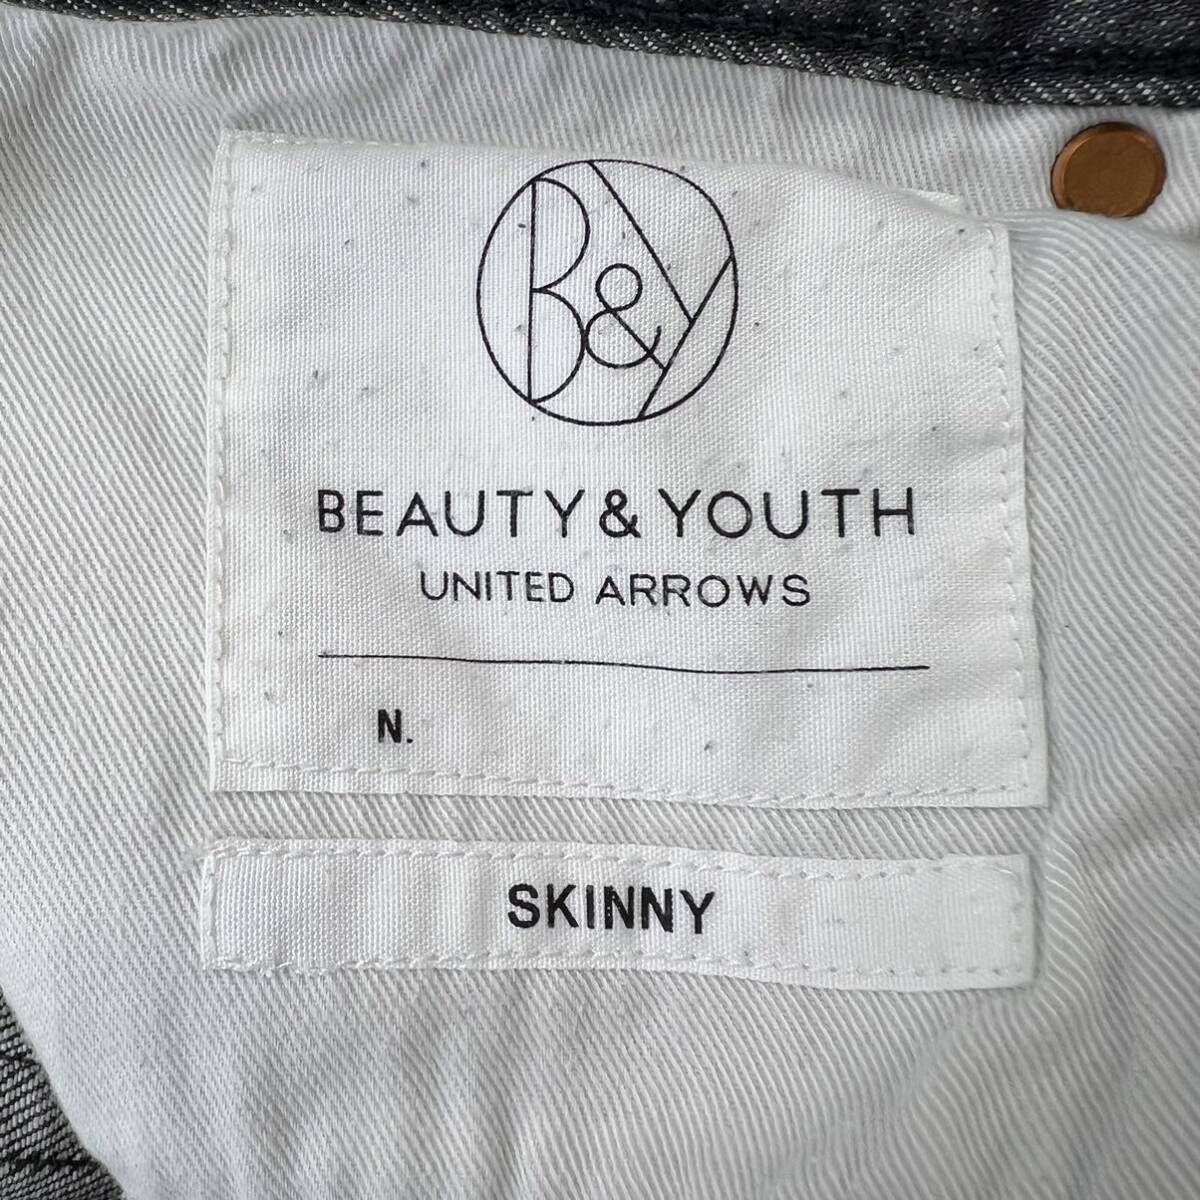 B&Y
BEAUTY & YOUTH
UNITED ARROWS
N.
SKINNY